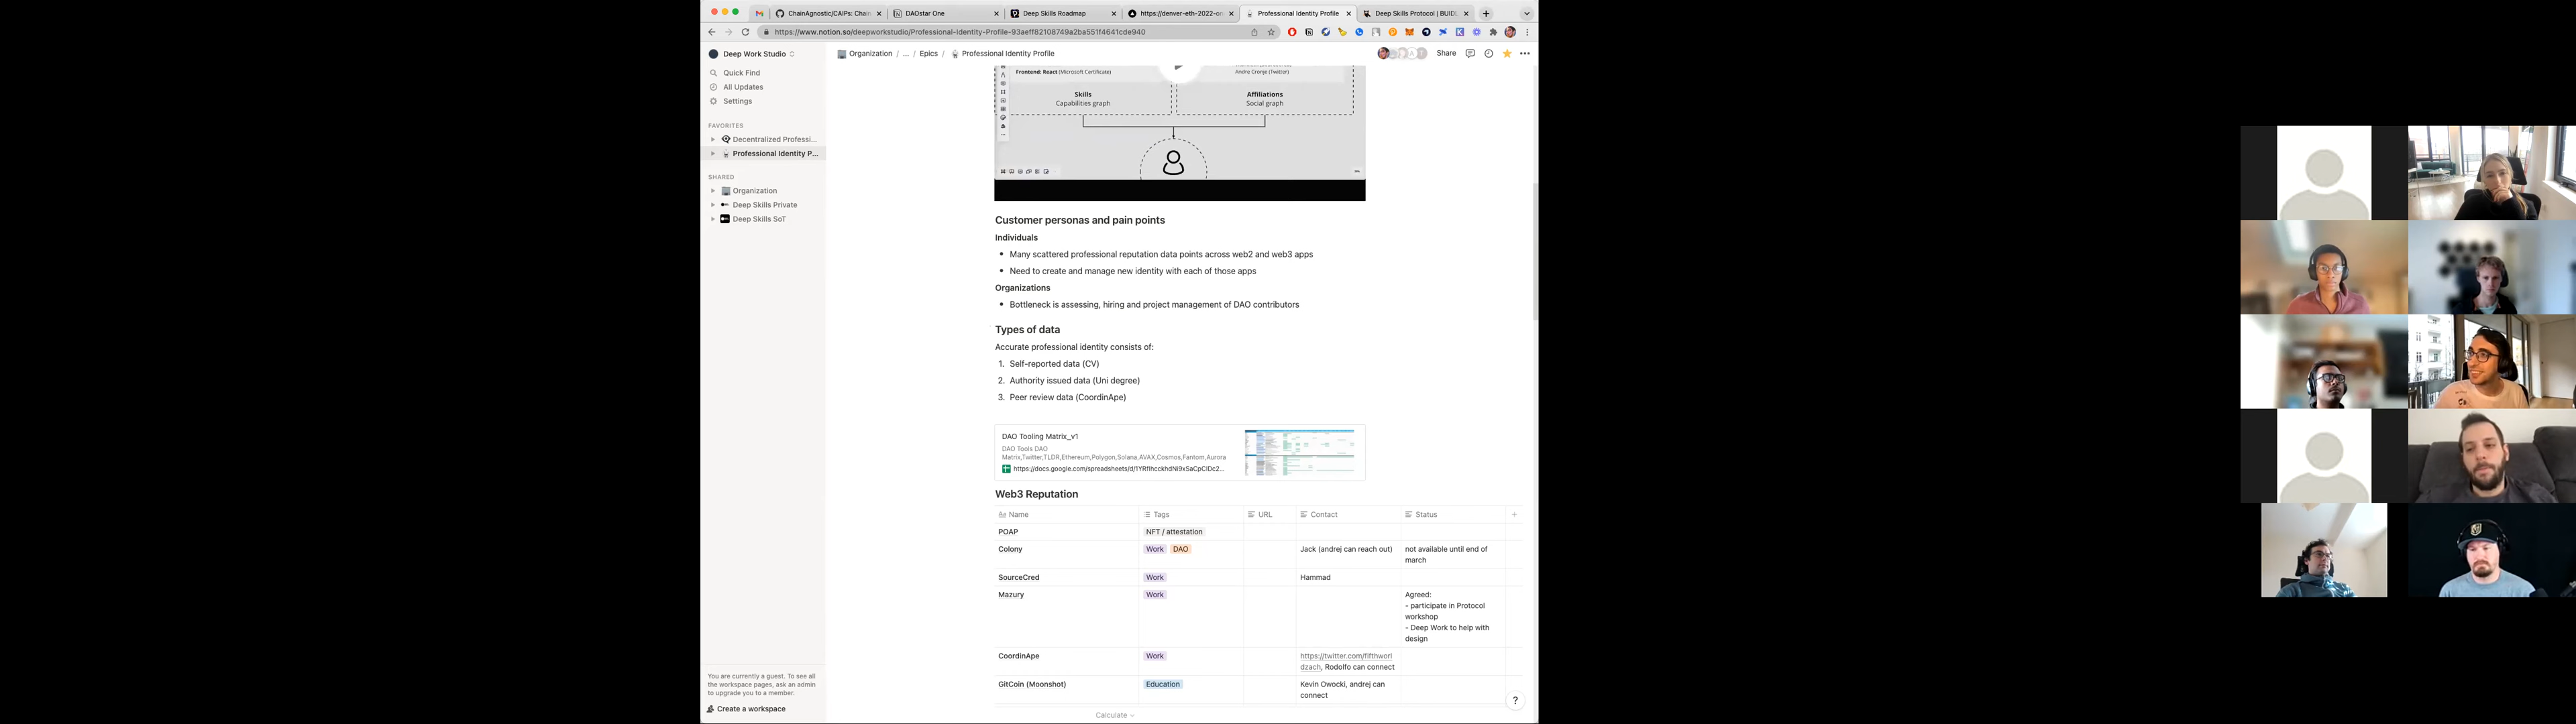 ChainAgnostic/CAIPs: Chain
DAOstar One
Deep Skills Roadmap
https://denver-eth-2022-on
Professional Identity Profile
Deep Skills Protocol | BUIDL
https://www.notion.so/deepworkstudio/Professional-Identity-Profile-93aeff82108749a2ba551f4641cde940
Deep Work Studio
Organization / ... / Epics / Professional Identity Profile
Share
Quick Find
All Updates
Settings
FAVORITES
Decentralized Professi...
Professional Identity P...
SHARED
Organization
Deep Skills Private
Deep Skills SoT
Frontend: React (Microsoft Certificate)
Andre Cronje (Twitter)
Skills
Capabilities graph
Affiliations
Social graph
Customer personas and pain points
Individuals
Many scattered professional reputation data points across web2 and web3 apps
Need to create and manage new identity with each of those apps
Organizations
Bottleneck is assessing, hiring and project management of DAO contributors
Types of data
Accurate professional identity consists of:
1. Self-reported data (CV)
2. Authority issued data (Uni degree)
3. Peer review data (CoordinApe)
DAO Tooling Matrix_v1
DAO Tools DAO
Matrix,Twitter,TLDR,Ethereum,Polygon,Solana,AVAX,Cosmos,Fantom,Aurora
Web3 Reputation
Name Tags URL Contact Status
POAP NFT / attestation
Colony Work DAO Jack (andrej can reach out) not available until end of
march
SourceCred Work Hammad
Mazury Work Agreed:
- participate in Protocol
workshop
- Deep Work to help with
design
CoordinApe Work https://twitter.com/fifthworl
dzach, Rodolfo can connect
GitCoin (Moonshot) Education Kevin Owocki, andrej can
connect
Calculate
You are currently a guest. To see all
the workspace pages, ask an admin
to upgrade you to a member.
Create a workspace
?